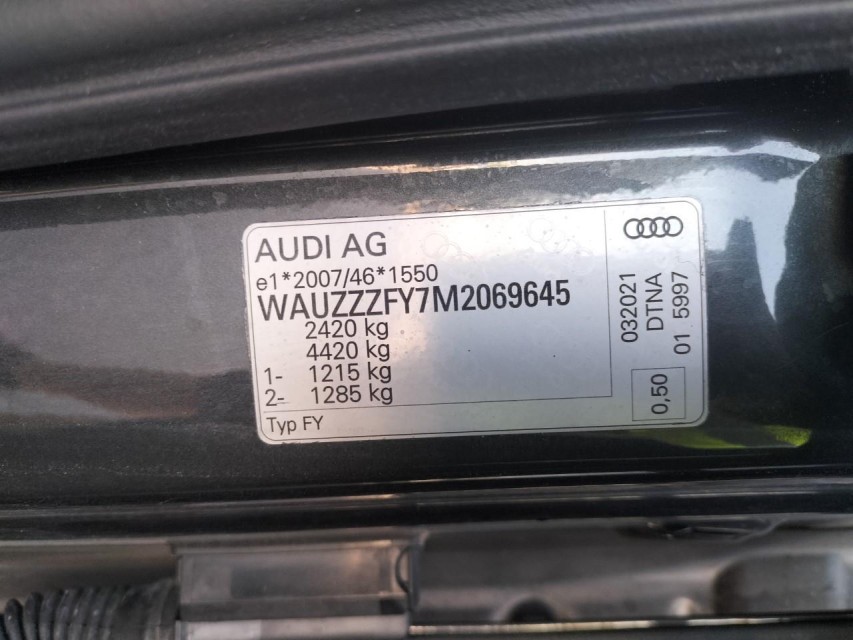 AUDI AG
e1*2007/46*1550
WAUZZZFY7M2069645
2420 kg
4420 kg
1- 1215 kg
2- 1285 kg
Typ FY
032021
DTNA
01 5997
0,50